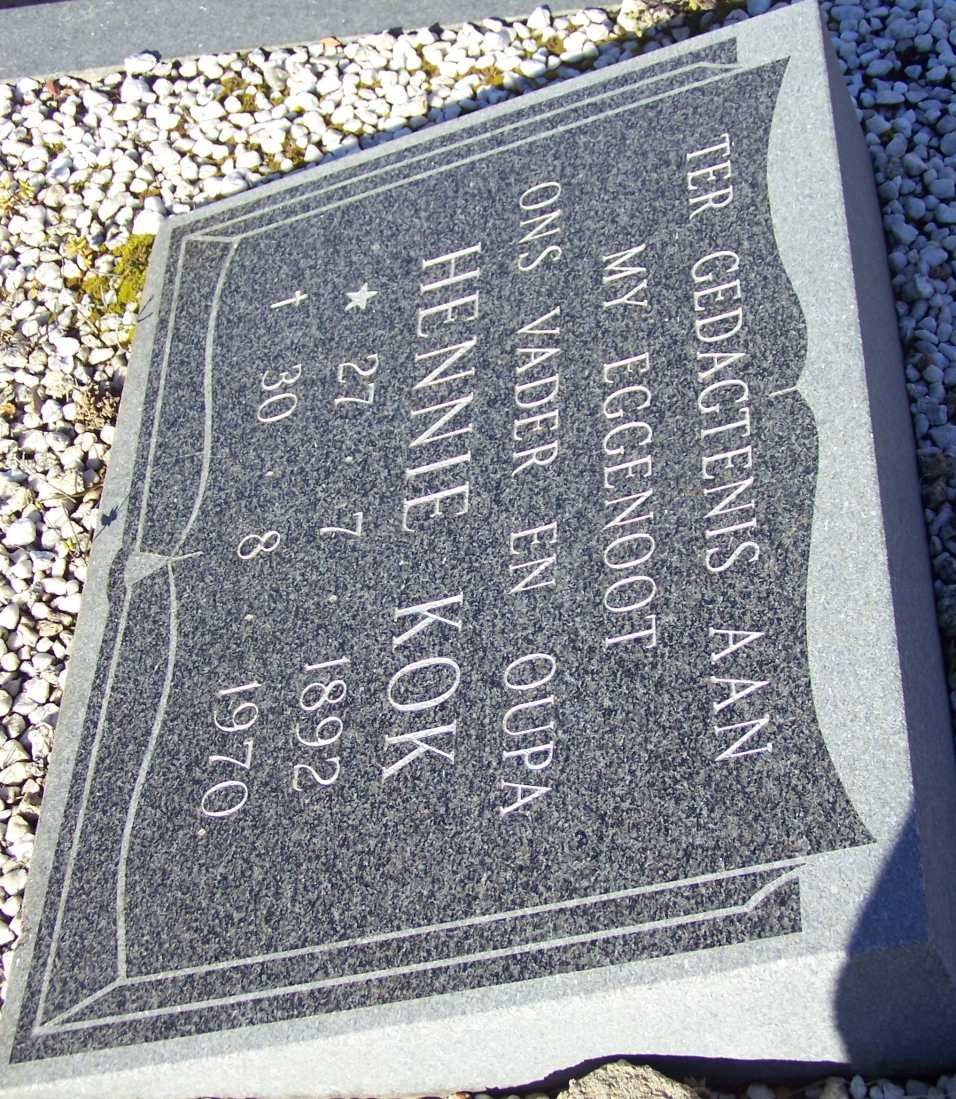 TER GEDAGTENIS AAN
MY EGGENOOT
ONS VADER EN OUPA
HENNIE KOK
★ 27 . 7 . 1892
† 30 . 8 . 1970